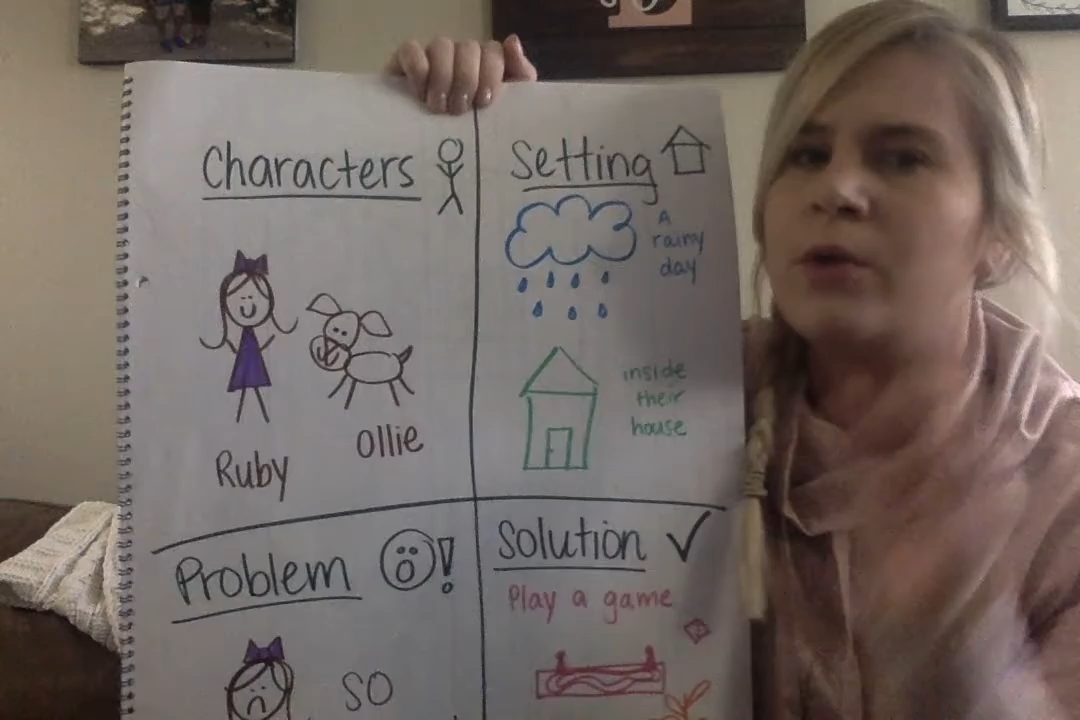 Characters
Ruby
Ollie
Setting
A
rainy
day
inside
their
house
Problem
!
SO
Solution
Play a game